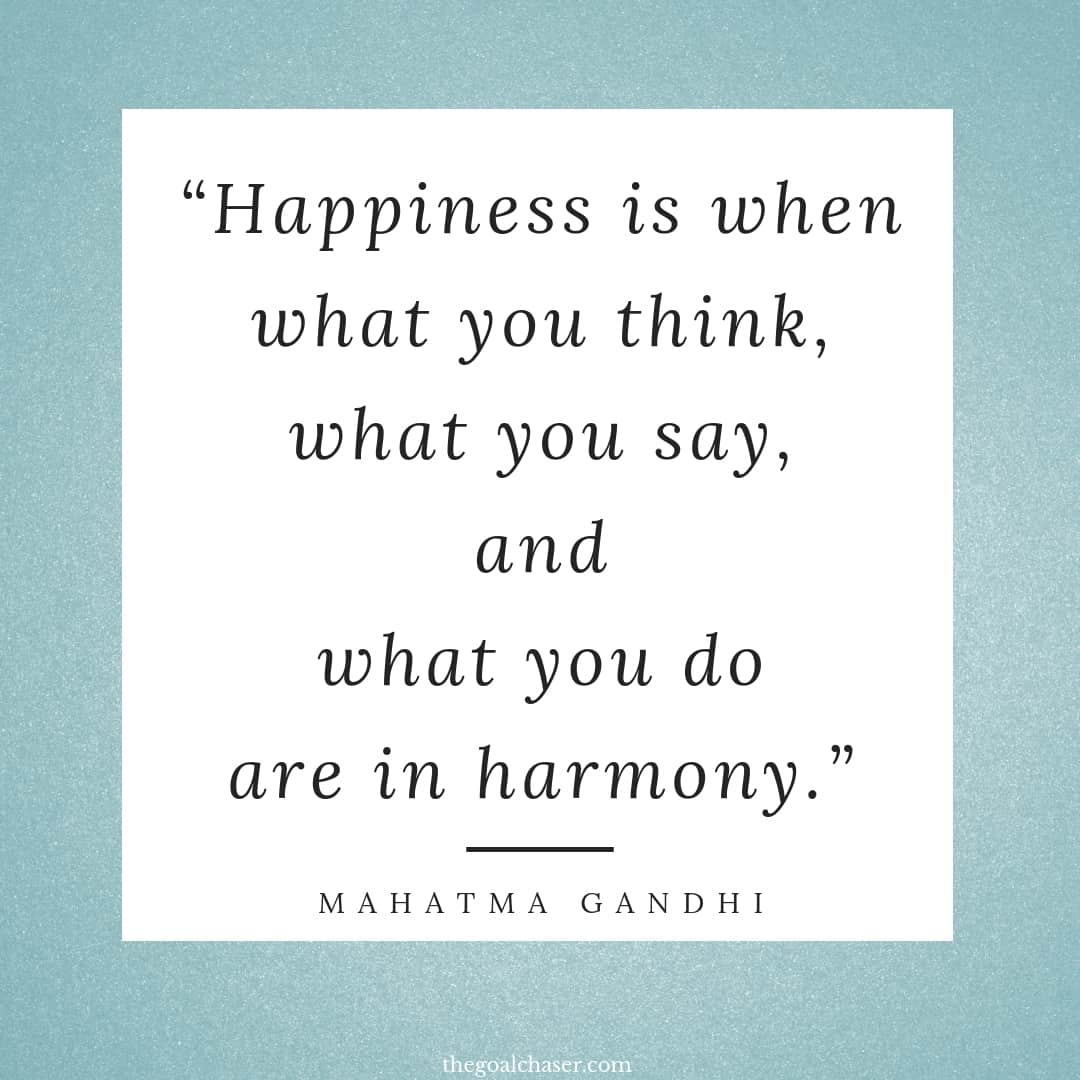 “Happiness is when
what you think,
what you say,
and
what you do
are in harmony.”
MAHATMA GANDHI
thegoalchaser.com